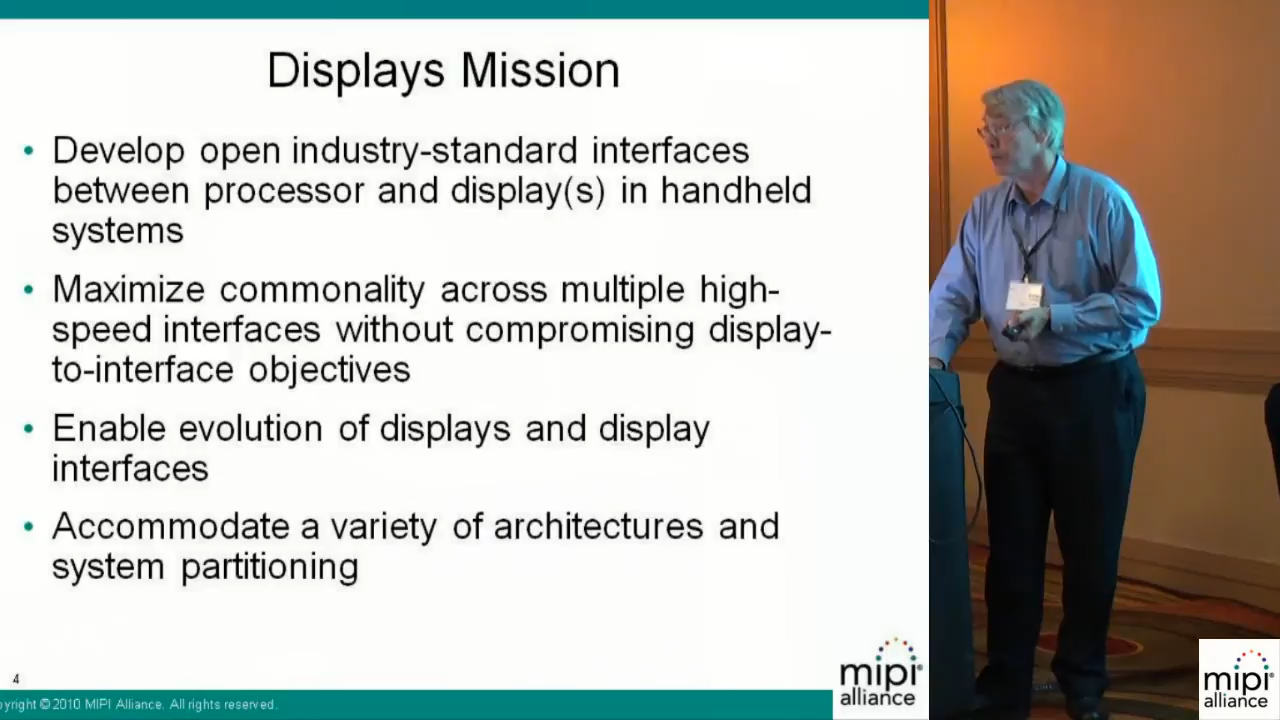 Displays Mission
• Develop open industry-standard interfaces
between processor and display(s) in handheld
systems
• Maximize commonality across multiple high-
speed interfaces without compromising display-
to-interface objectives
• Enable evolution of displays and display
interfaces
• Accommodate a variety of architectures and
system partitioning
4
pyright © 2010 MIPI Alliance. All rights reserved.
mipi®
alliance
mipi®
alliance